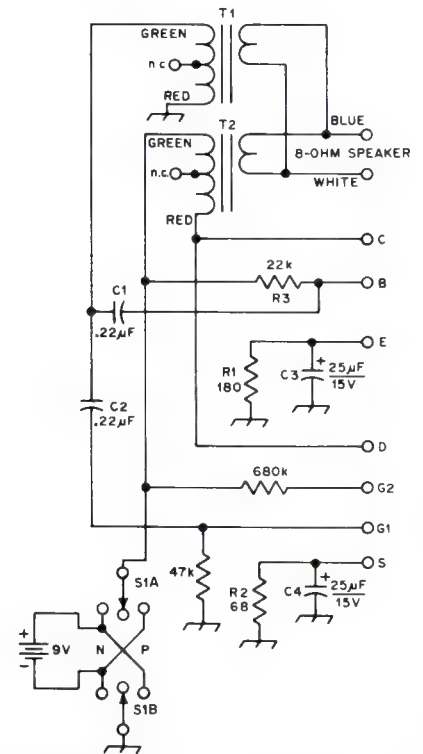 T1
GREEN
n c
RED
T2
GREEN
n.c.
RED
BLUE
8-OHM SPEAKER
WHITE
C
22k
R3
B
C1
.22µF
E
R1
180
C3
+
25µF
15V
C2
.22µF
D
680k
G2
G1
47k
S
S1A
R2
68
C4
+
25µF
15V
+
9V
-
N
P
S1B